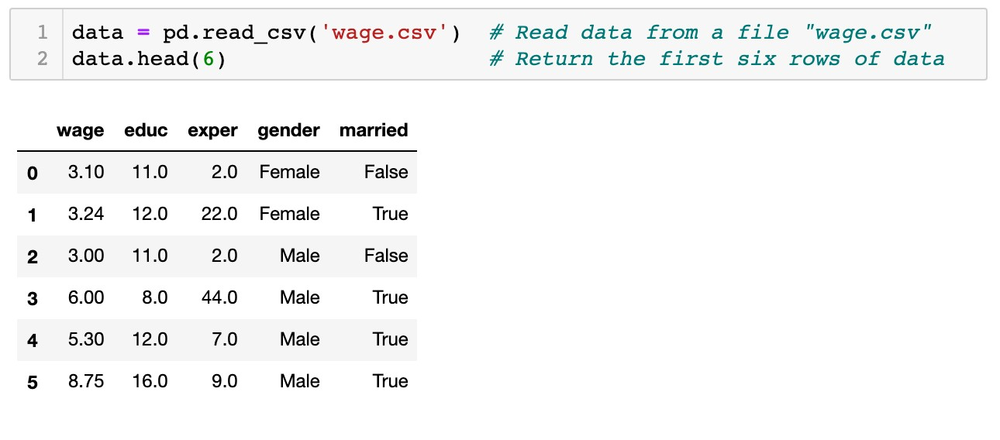 1 data = pd.read_csv('wage.csv') # Read data from a file "wage.csv"
2 data.head(6) # Return the first six rows of data
wage educ exper gender married
0 3.10 11.0 2.0 Female False
1 3.24 12.0 22.0 Female True
2 3.00 11.0 2.0 Male False
3 6.00 8.0 44.0 Male True
4 5.30 12.0 7.0 Male True
5 8.75 16.0 9.0 Male True